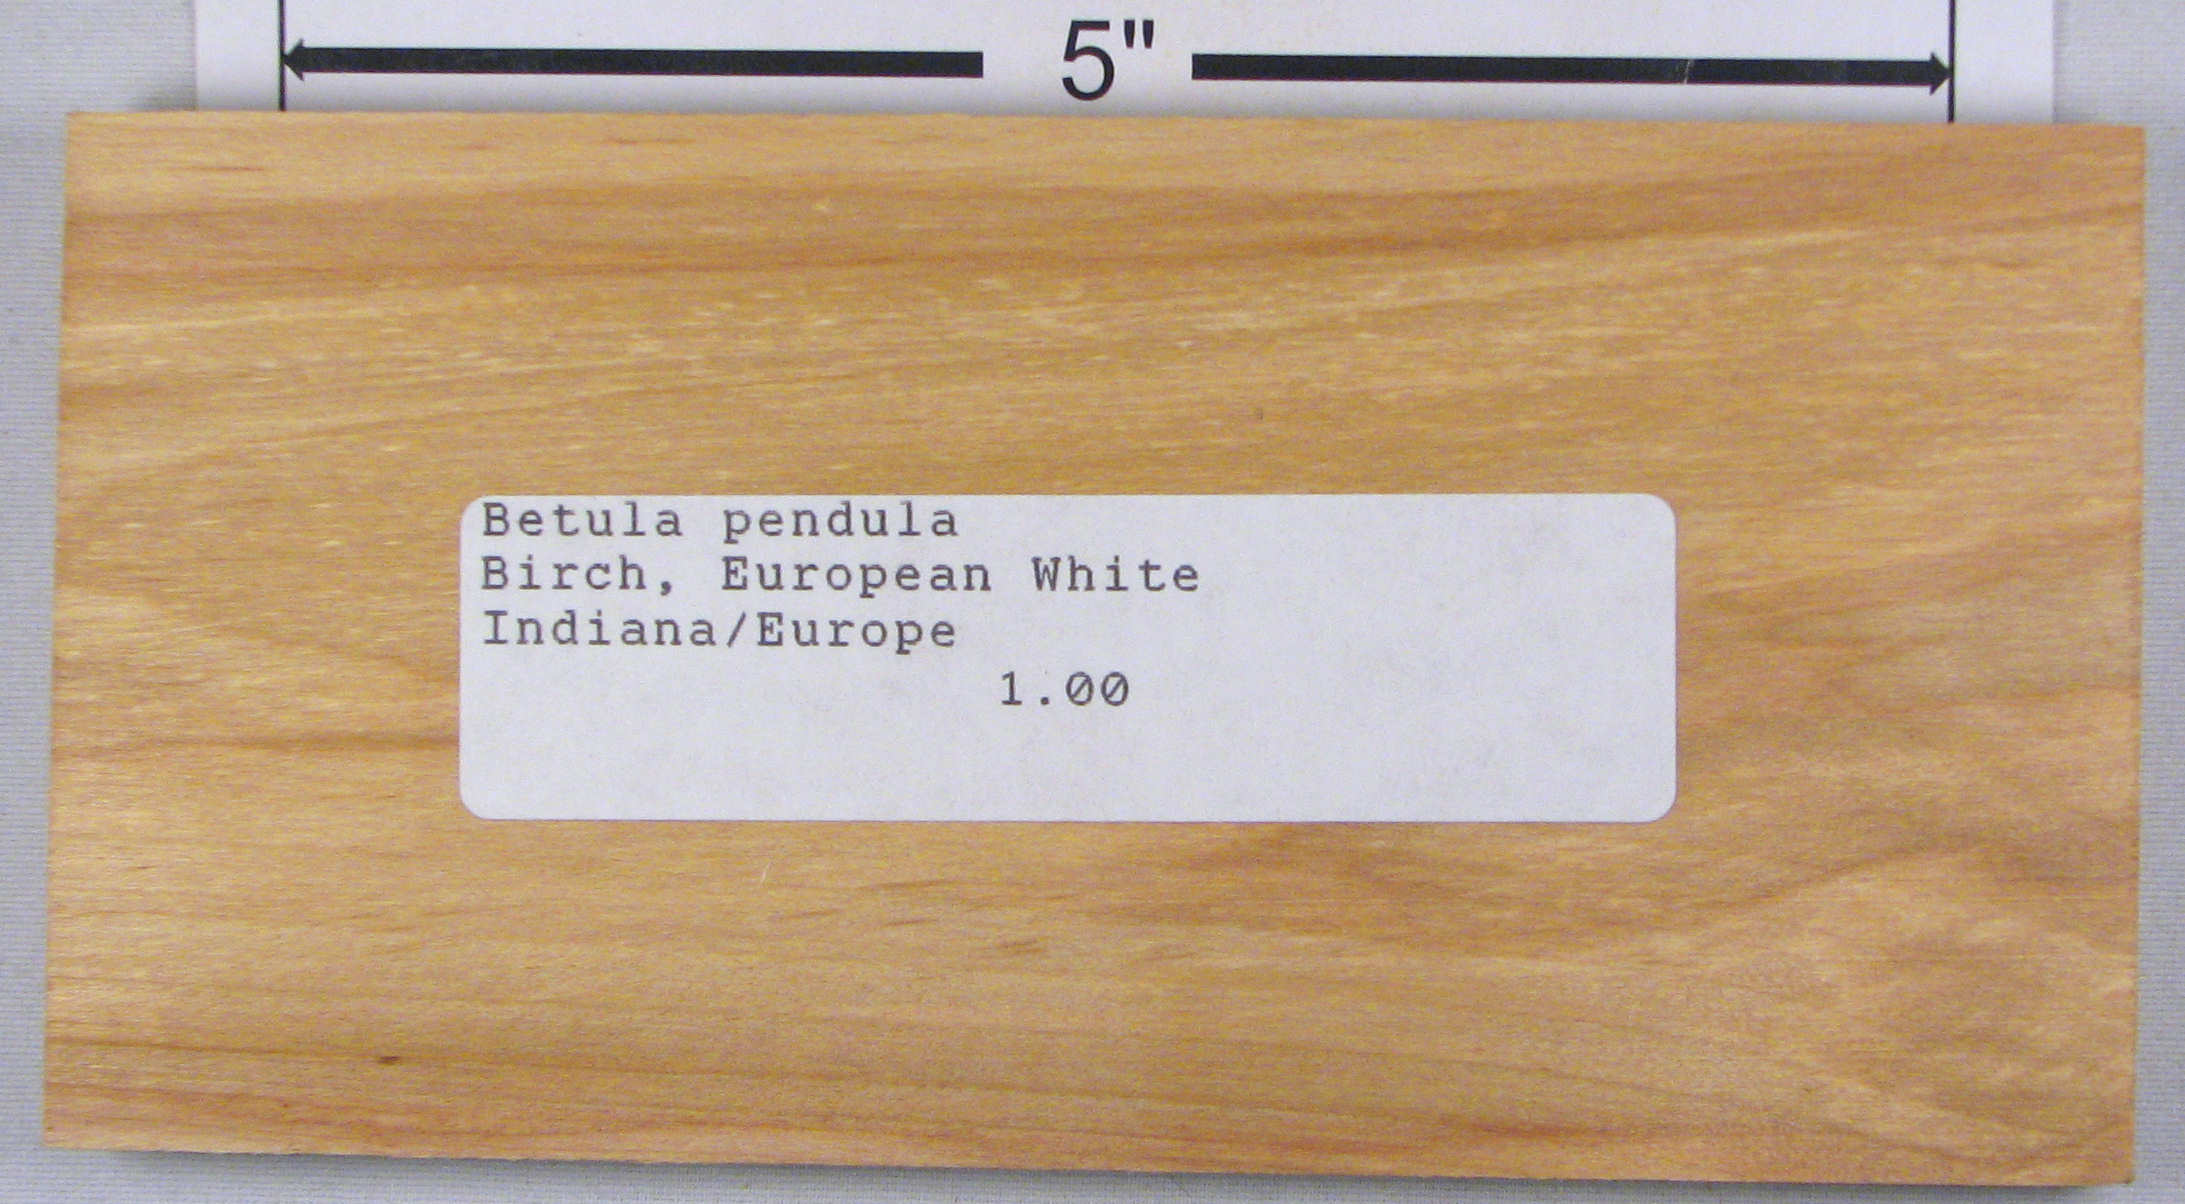 5"
Betula pendula
Birch, European White
Indiana/Europe
1.00